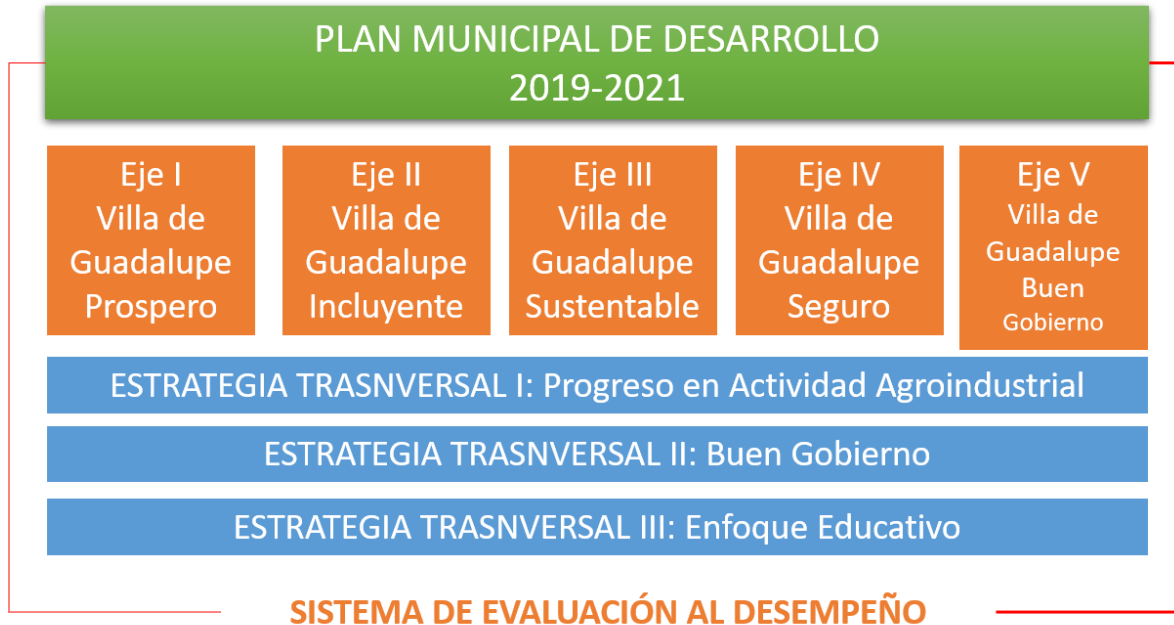 PLAN MUNICIPAL DE DESARROLLO
2019-2021
Eje I
Villa de
Guadalupe
Prospero
Eje II
Villa de
Guadalupe
Incluyente
Eje III
Villa de
Guadalupe
Sustentable
Eje IV
Villa de
Guadalupe
Seguro
Eje V
Villa de
Guadalupe
Buen
Gobierno
ESTRATEGIA TRASNVERSAL I: Progreso en Actividad Agroindustrial
ESTRATEGIA TRASNVERSAL II: Buen Gobierno
ESTRATEGIA TRASNVERSAL III: Enfoque Educativo
SISTEMA DE EVALUACIÓN AL DESEMPEÑO